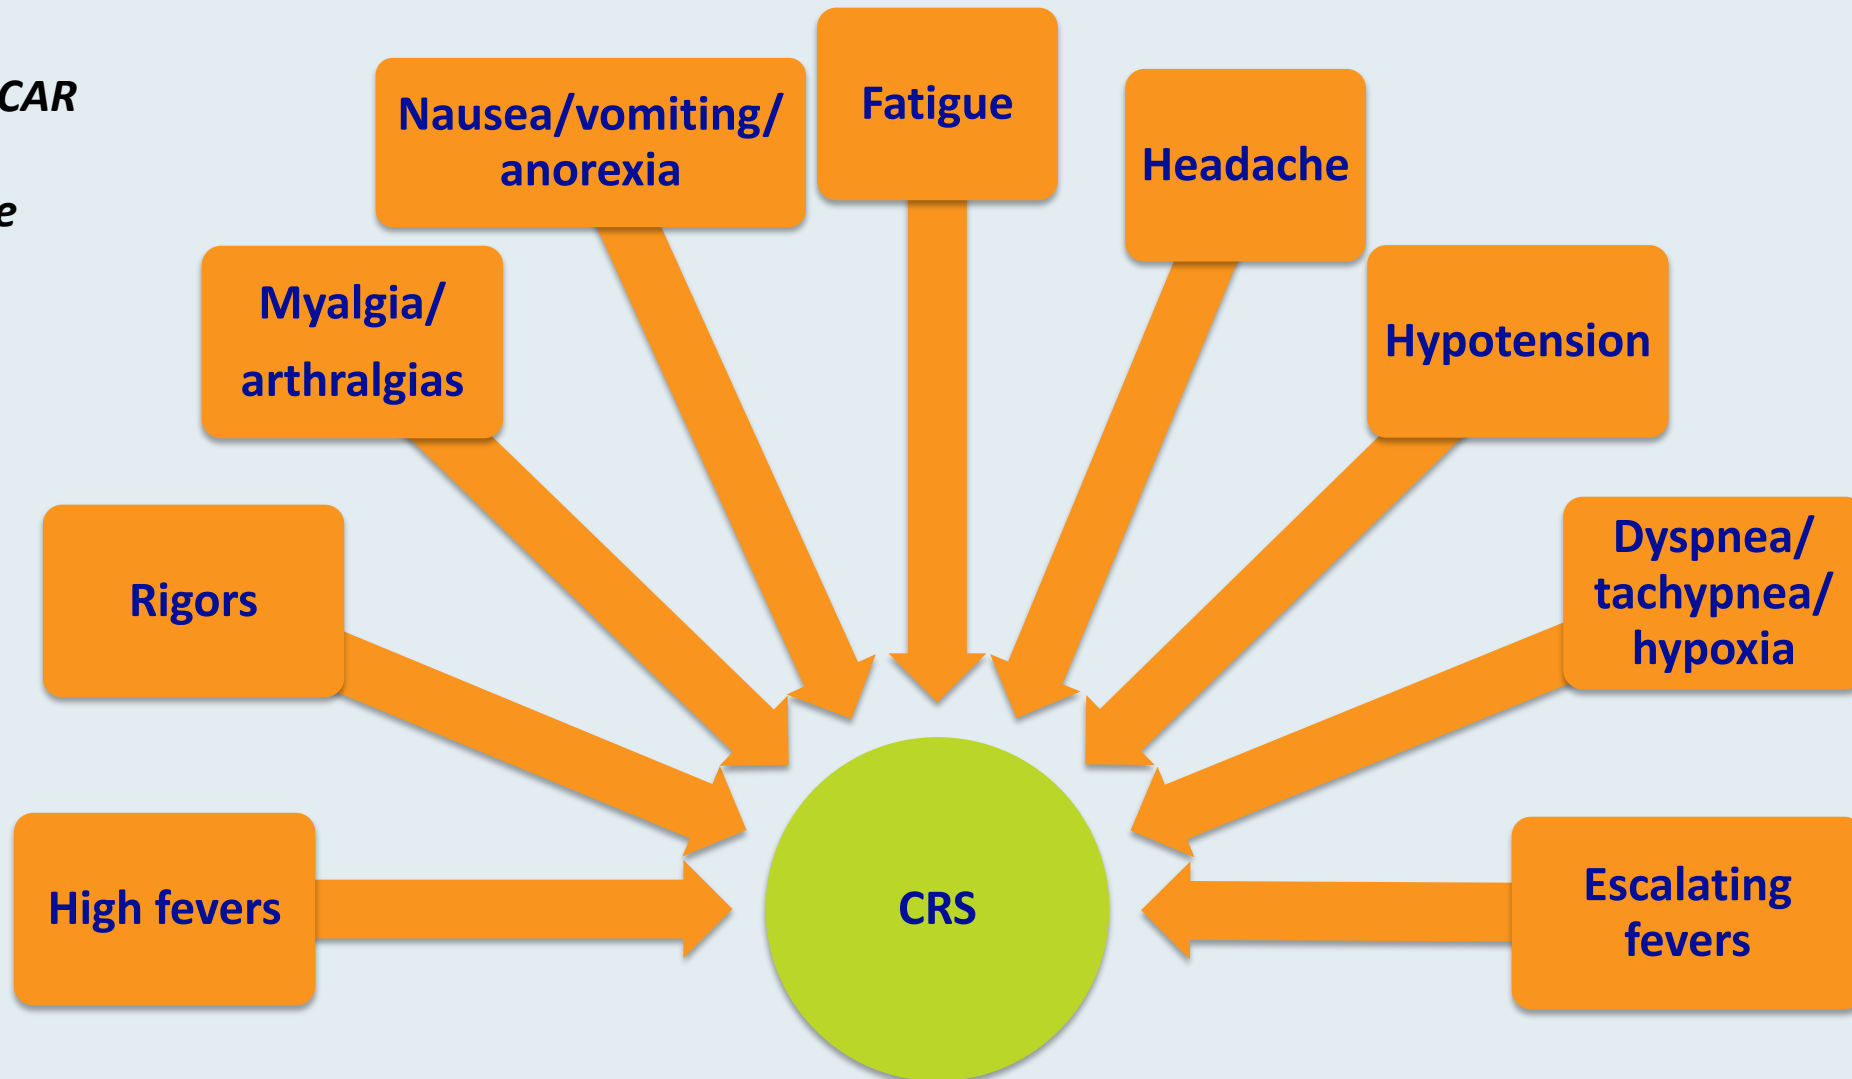 CAR
e
Nausea/vomiting/
anorexia
Fatigue
Headache
Myalgia/
arthralgias
Hypotension
Rigors
Dyspnea/
tachypnea/
hypoxia
High fevers
CRS
Escalating
fevers